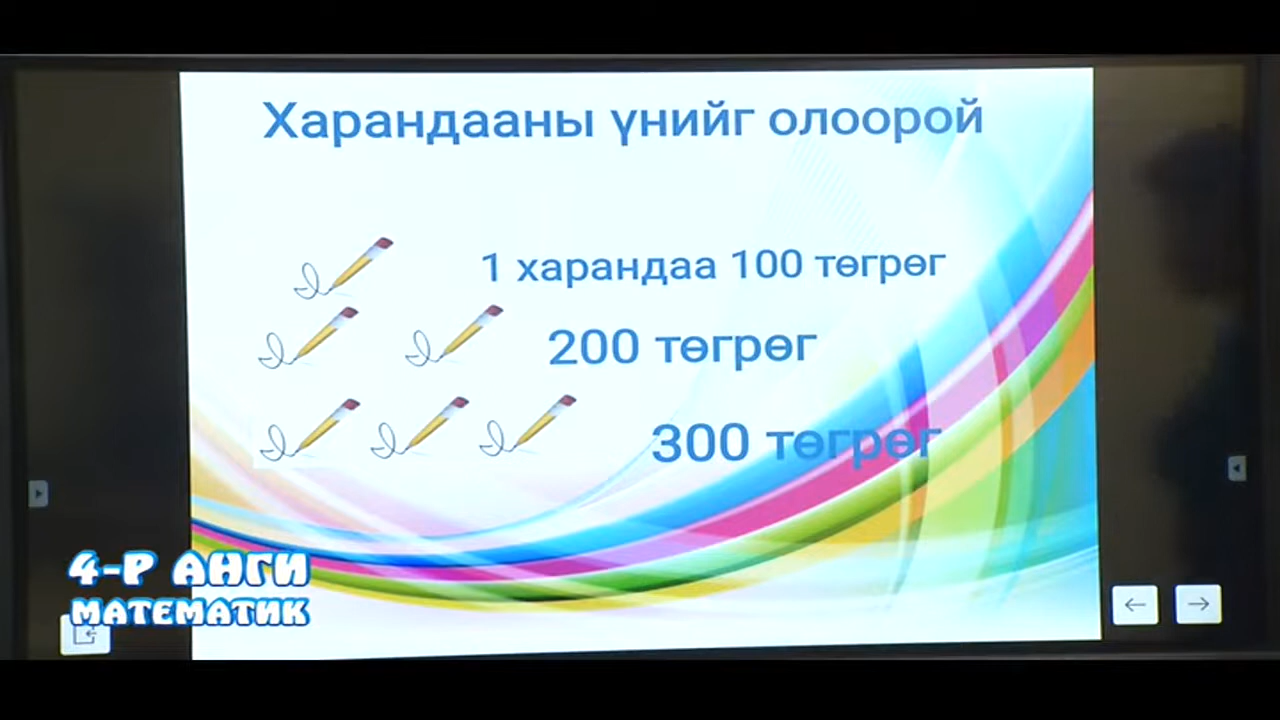 Харандааны үнийг олоорой
1 харандаа 100 төгрөг
200 төгрөг
300 төгрөг
4-Р АНГИ
МАТЕМАТИК